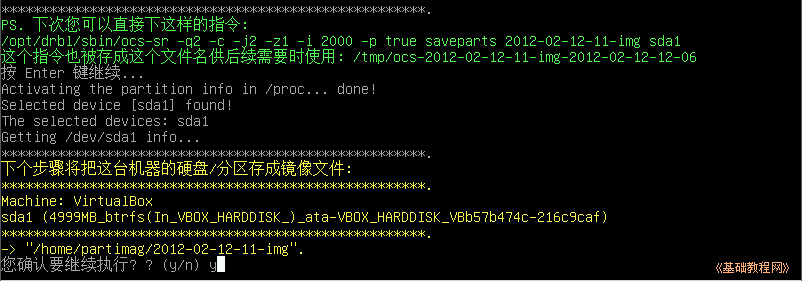 *****************************************************.
PS. 下次您可以直接下这样的指令:
/opt/drbl/sbin/ocs-sr -q2 -c -j2 -z1 -i 2000 -p true saveparts 2012-02-12-11-img sda1
这个指令也被存成这个文件名供后续需要时使用: /tmp/ocs-2012-02-12-11-img-2012-02-12-12-06
按 Enter 键继续...
Activating the partition info in /proc... done!
Selected device [sda1] found!
The selected devices: sda1
Getting /dev/sda1 info...
*****************************************************.
下个步骤将把这台机器的硬盘/分区存成镜像文件:
*****************************************************.
Machine: VirtualBox
sda1 (4999MB_btrfs(In_VBOX_HARDDISK_)_ata-VBOX_HARDDISK_VBb57b474c-216c9caf)
*****************************************************.
-> "/home/partimag/2012-02-12-11-img".
您确认要继续执行? ? (y/n) y
《基础教程网》